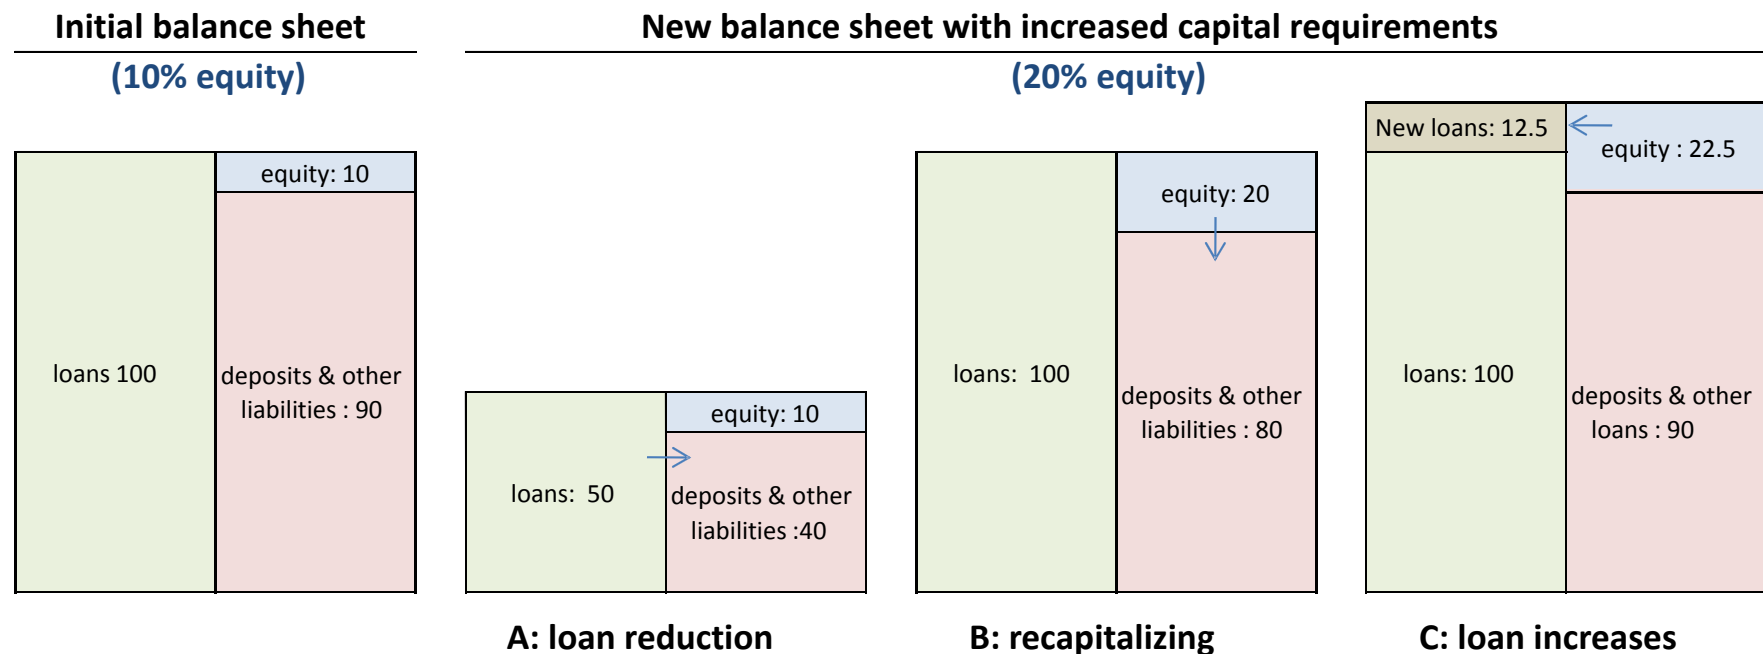 Initial balance sheet
(10% equity)
New balance sheet with increased capital requirements
(20% equity)
equity: 10
loans 100
deposits & other
liabilities : 90
equity: 10
loans:  50
deposits & other
liabilities :40
A: loan reduction
equity: 20
loans:  100
deposits & other
liabilities : 80
B: recapitalizing
New loans: 12.5
equity : 22.5
loans: 100
deposits & other
loans : 90
C: loan increases